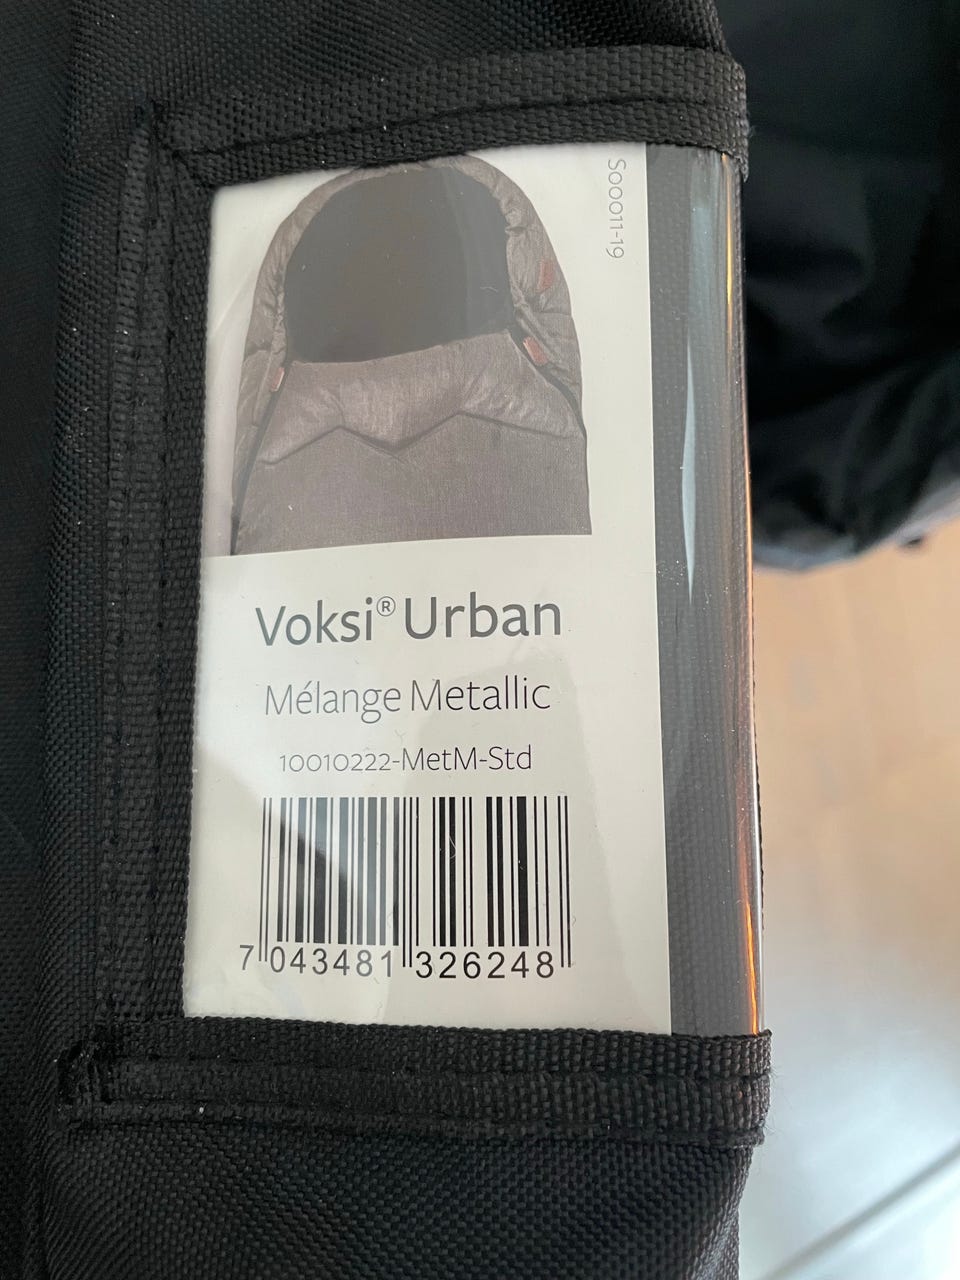 S00011-19
Voksi® Urban
Mélange Metallic
10010222-MetM-Std
7 043481 326248